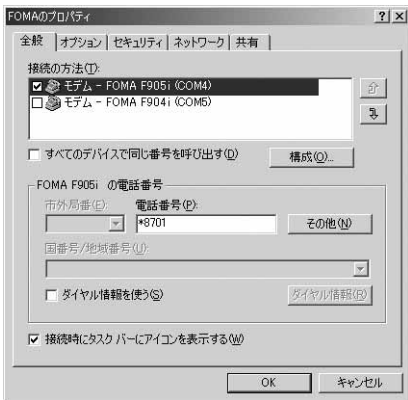 FOMAのプロパティ
全般 オプション セキュリティ ネットワーク 共有
接続の方法(T):
モデム - FOMA F905i (COM4)
モデム - FOMA F904i (COM5)
すべてのデバイスで同じ番号を呼び出す(D) 構成(O)...
FOMA F905i の電話番号
市外局番(E): 電話番号(P):
*8701 その他(N)
国番号/地域番号(U):
ダイヤル情報を使う(S) ダイヤル情報(R)
接続時にタスク バーにアイコンを表示する(W)
OK キャンセル